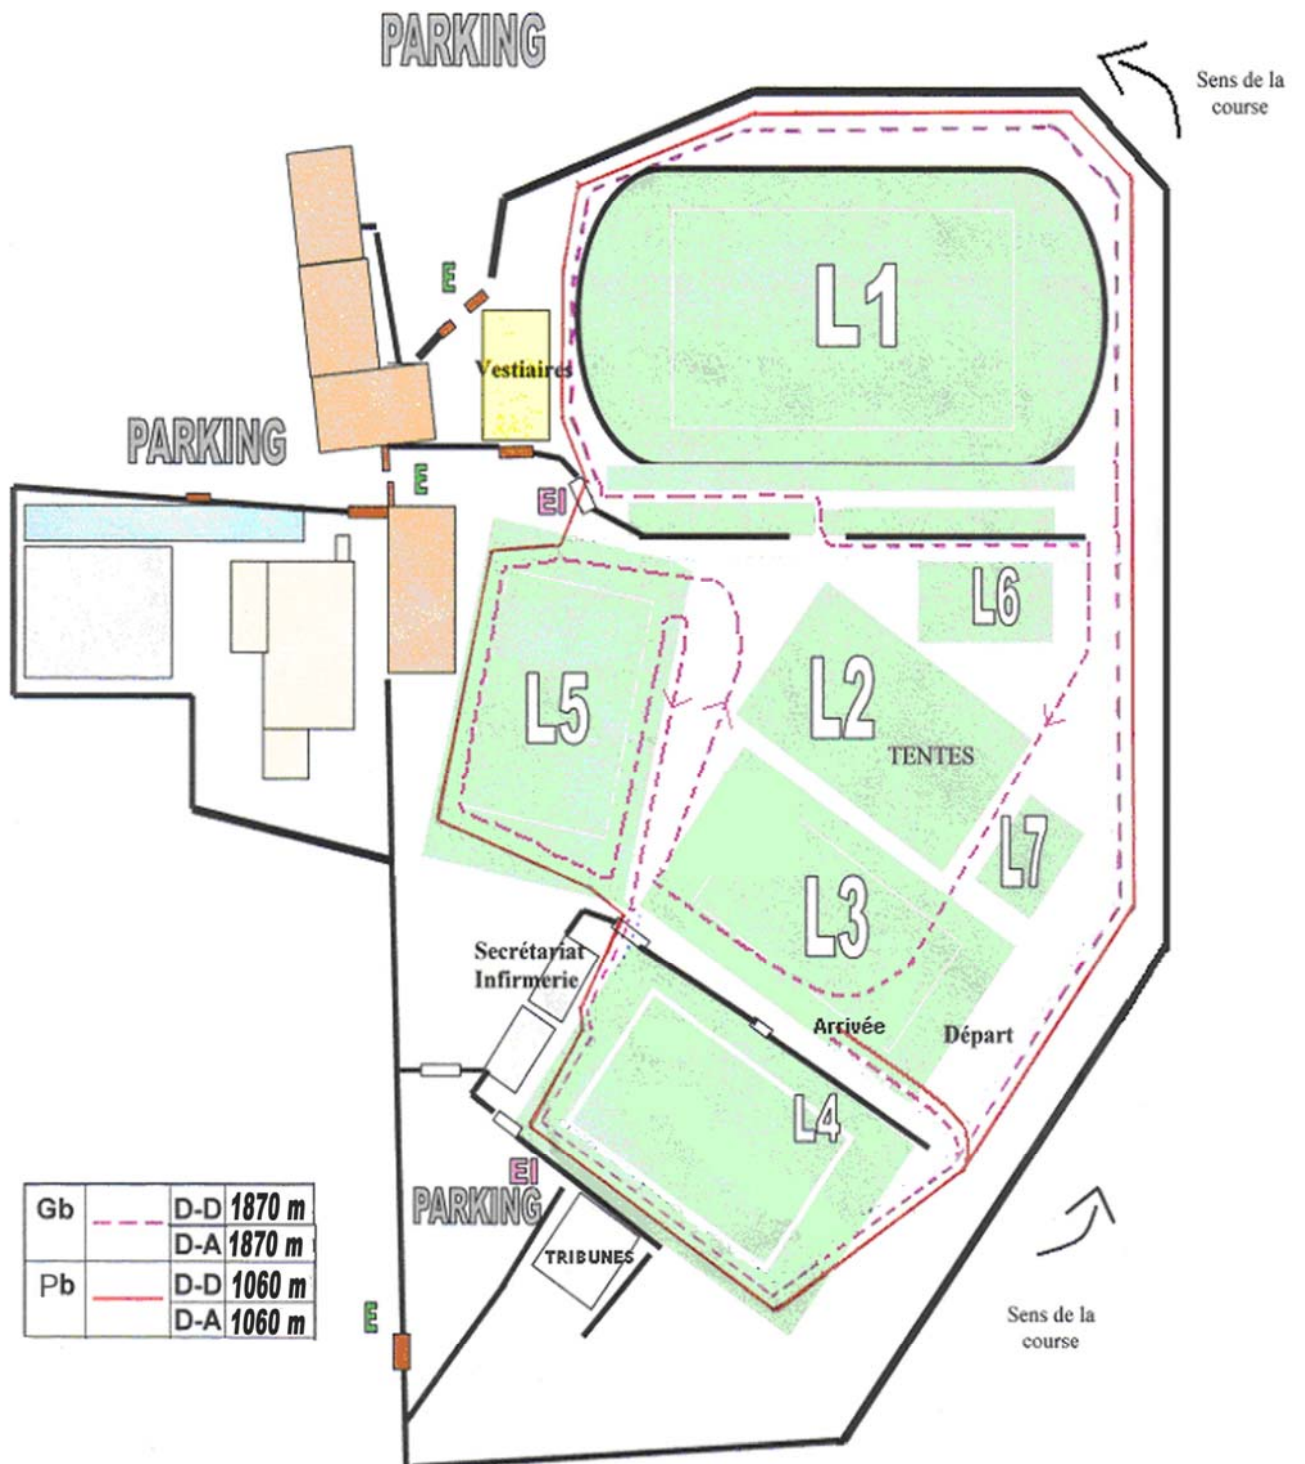 PARKING
Sens de la
course
E
L1
Vestiaires
PARKING
E
EI
L6
L5
L2
TENTES
L7
L3
Secrétariat
Infirmerie
Arrivée
Départ
L4
EI
PARKING
TRIBUNES
Gb D-D 1870 m
D-A 1870 m
Pb D-D 1060 m
D-A 1060 m
E
Sens de la
course